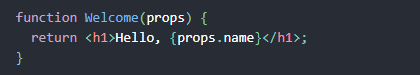 function Welcome(props) {
  return <h1>Hello, {props.name}</h1>;
}